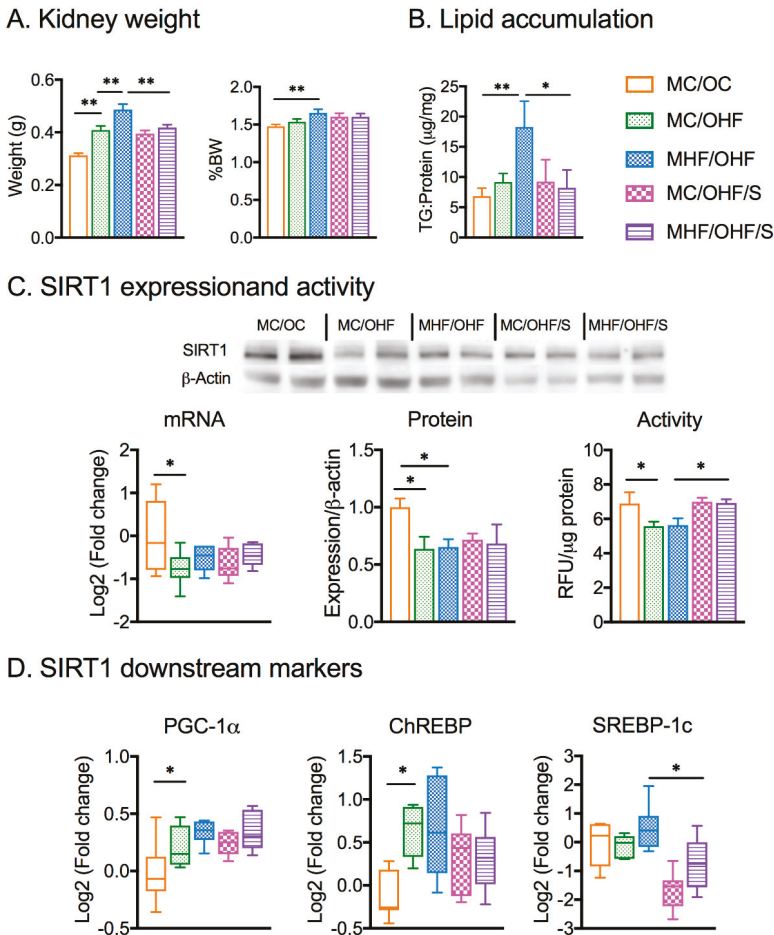 A. Kidney weight
B. Lipid accumulation
Weight (g)
0.6
0.4
0.2
0.0
** ** **
%BW
2.0
1.5
1.0
0.5
0.0
**
TG:Protein (µg/mg)
25
20
15
10
5
0
** *
MC/OC
MC/OHF
MHF/OHF
MC/OHF/S
MHF/OHF/S
C. SIRT1 expressionand activity
MC/OC MC/OHF MHF/OHF MC/OHF/S MHF/OHF/S
SIRT1
β-Actin
mRNA
Log2 (Fold change)
2
1
0
-1
-2
*
Protein
Expression/β-actin
1.5
1.0
0.5
0.0
*
*
Activity
RFU/µg protein
10
8
6
4
2
0
* *
D. SIRT1 downstream markers
PGC-1α
Log2 (Fold change)
1.0
0.5
0.0
-0.5
*
ChREBP
Log2 (Fold change)
1.5
1.0
0.5
0.0
-0.5
*
SREBP-1c
Log2 (Fold change)
3
2
1
0
-1
-2
-3
*